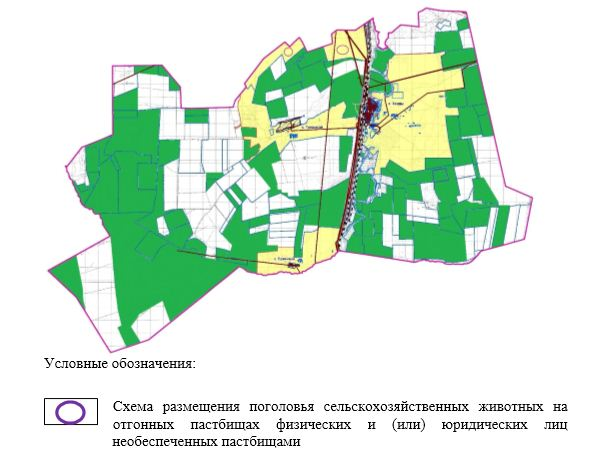 Условные обозначения:
Схема размещения поголовья сельскохозяйственных животных на
отгонных пастбищах физических и (или) юридических лиц
необеспеченных пастбищами